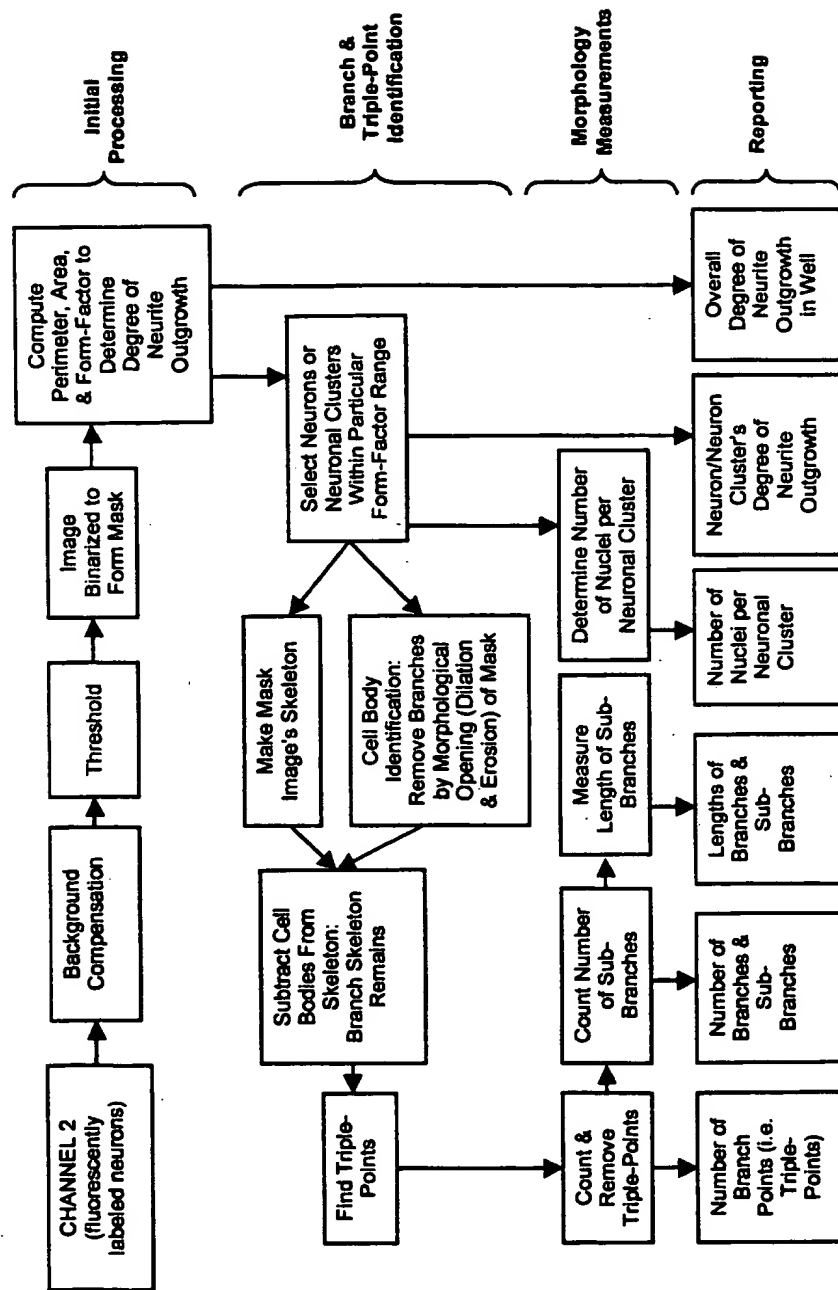 CHANNEL 2
(fluorescently
labeled neurons)
Background
Compensation
Threshold
Image
Binarized to
Form Mask
Compute
Perimeter, Area,
& Form-Factor to
Determine
Degree of
Neurite
Outgrowth
Initial
Processing
Find Triple-
Points
Subtract Cell
Bodies From
Skeleton:
Branch Skeleton
Remains
Make Mask
Image's Skeleton
Cell Body
Identification:
Remove Branches
by Morphological
Opening (Dilation
& Erosion) of Mask
Select Neurons or
Neuronal Clusters
Within Particular
Form-Factor Range
Branch &
Triple-Point
Identification
Count &
Remove
Triple-Points
Count Number
of Sub-
Branches
Measure
Length of Sub-
Branches
Determine Number
of Nuclei per
Neuronal Cluster
Morphology
Measurements
Number of
Branch
Points (i.e.
Triple-
Points)
Number of
Branches &
Sub-
Branches
Lengths of
Branches &
Sub-
Branches
Number of
Nuclei per
Neuronal
Cluster
Neuron/Neuron
Cluster's
Degree of
Neurite
Outgrowth
Overall
Degree of
Neurite
Outgrowth
in Well
Reporting